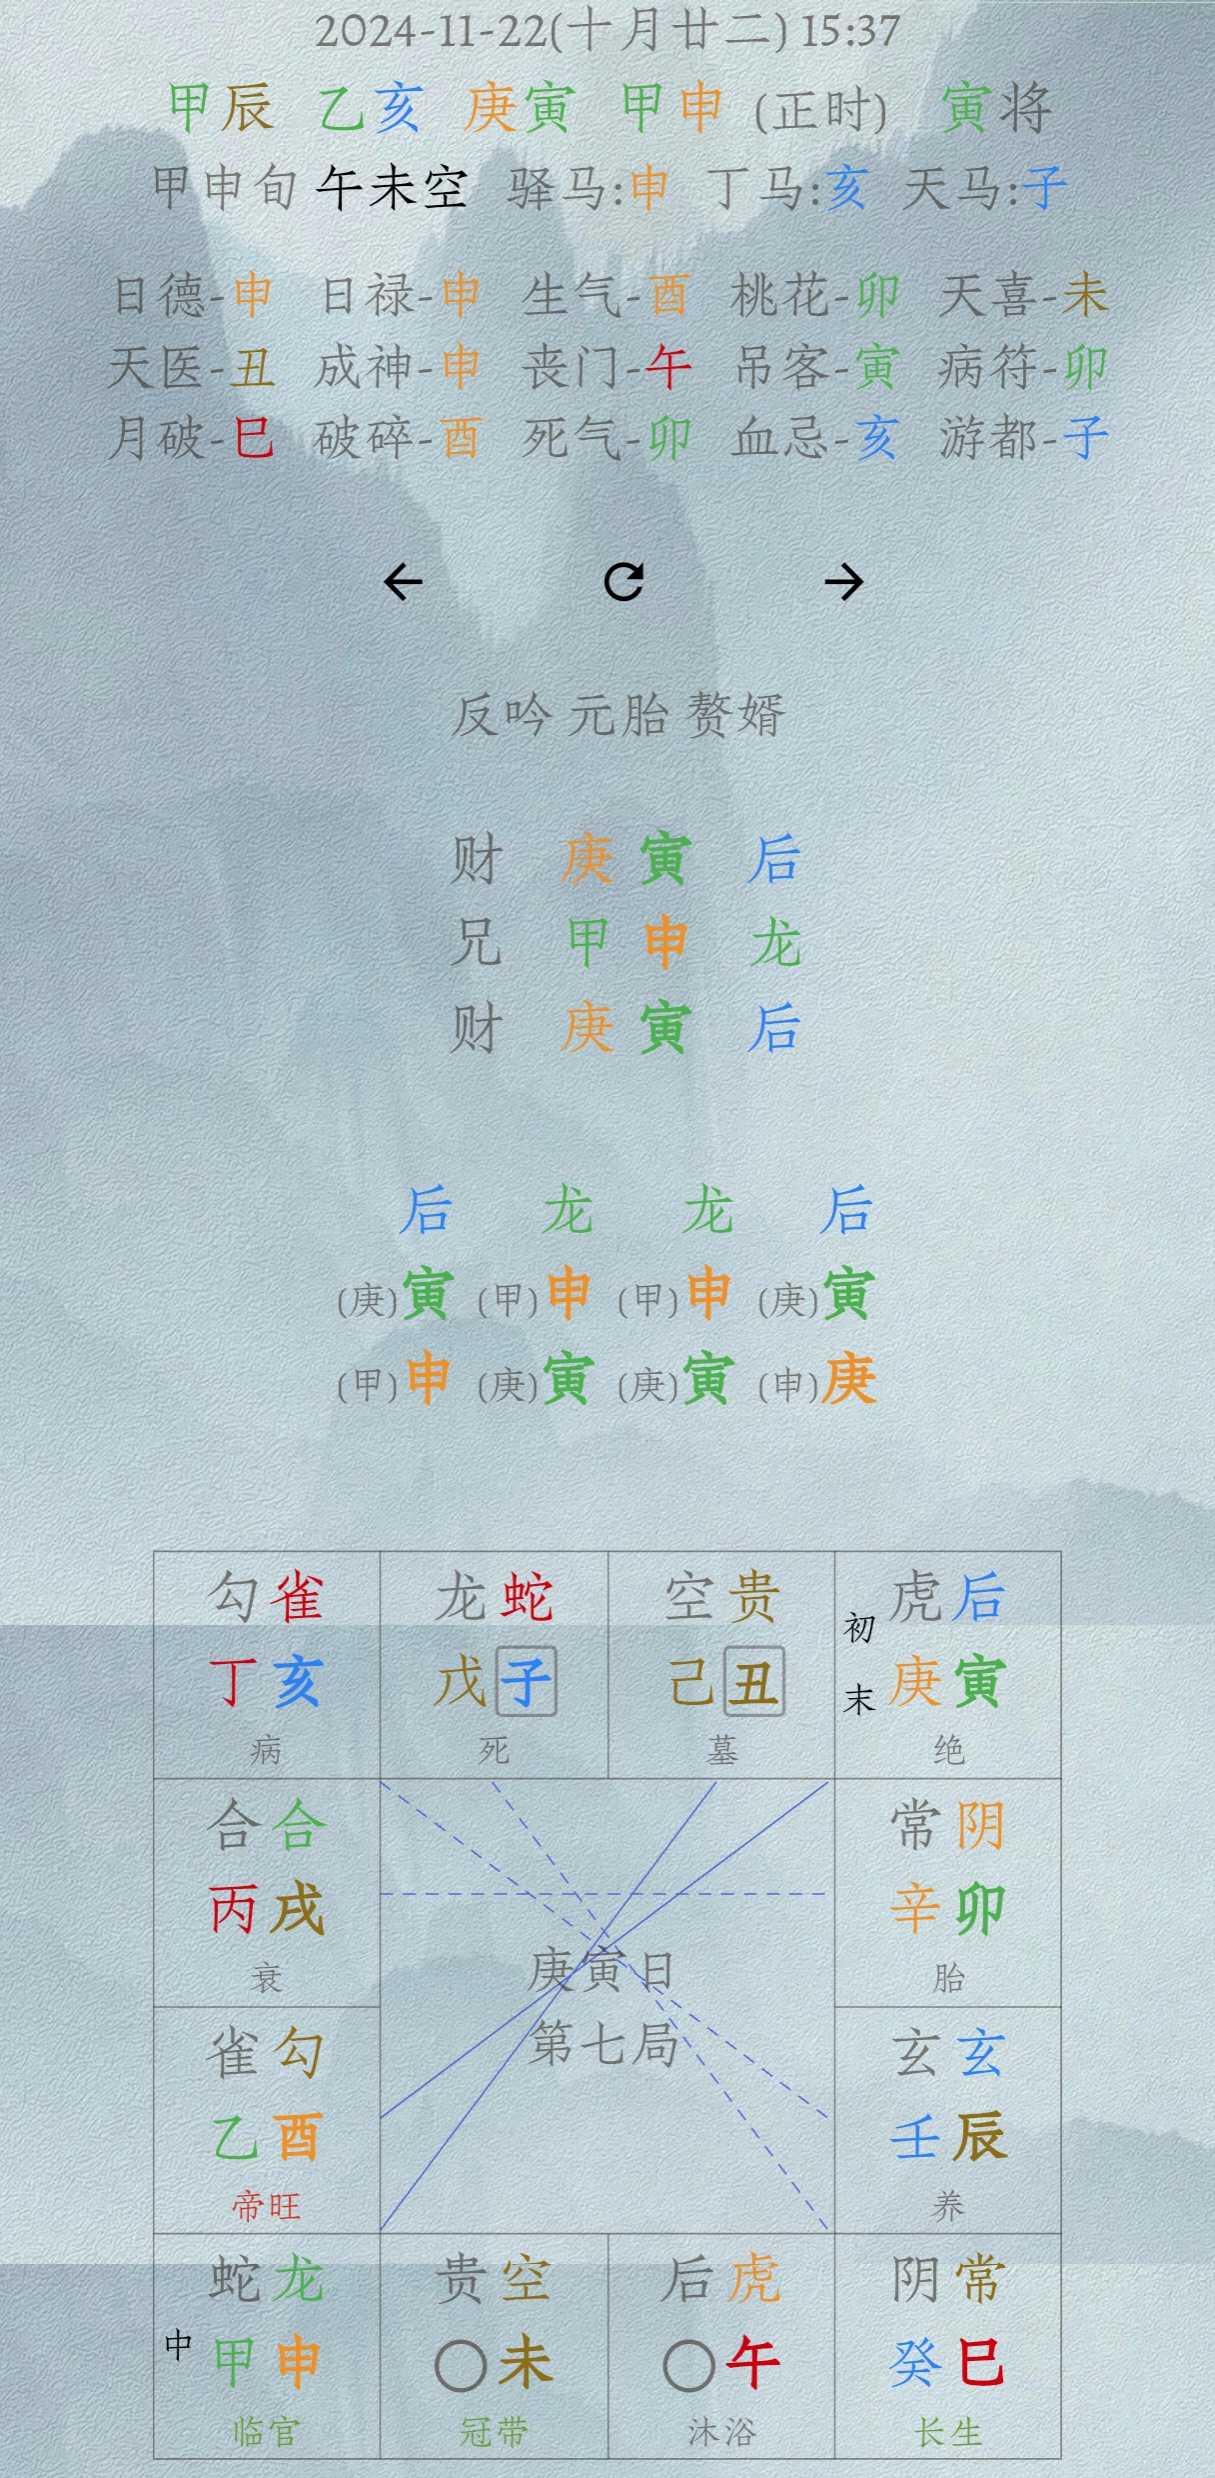 2024-11-22(十月廿二) 15:37
甲辰 乙亥 庚寅 甲申 (正时) 寅将
甲申旬 午未空 驿马:申 丁马:亥 天马:子
日德-申 日禄-申 生气-酉 桃花-卯 天喜-未
天医-丑 成神-申 丧门-午 吊客-寅 病符-卯
月破-巳 破碎-酉 死气-卯 血忌-亥 游都-子
反吟 元胎 赘婿
财 庚寅 后
兄 甲申 龙
财 庚寅 后
后 龙 龙 后
(庚)寅 (甲)申 (甲)申 (庚)寅
(甲)申 (庚)寅 (庚)寅 (申)庚
勾雀 龙蛇 空贵 虎后
初
丁亥 戊子 己丑 庚寅
末
病 死 墓 绝
合合 常阴
丙戌 辛卯
衰 胎
庚寅日
第七局
雀勾 玄玄
乙酉 壬辰
帝旺 养
蛇龙 贵空 后虎 阴常
中 甲申 〇未 〇午 癸巳
临官 冠带 沐浴 长生